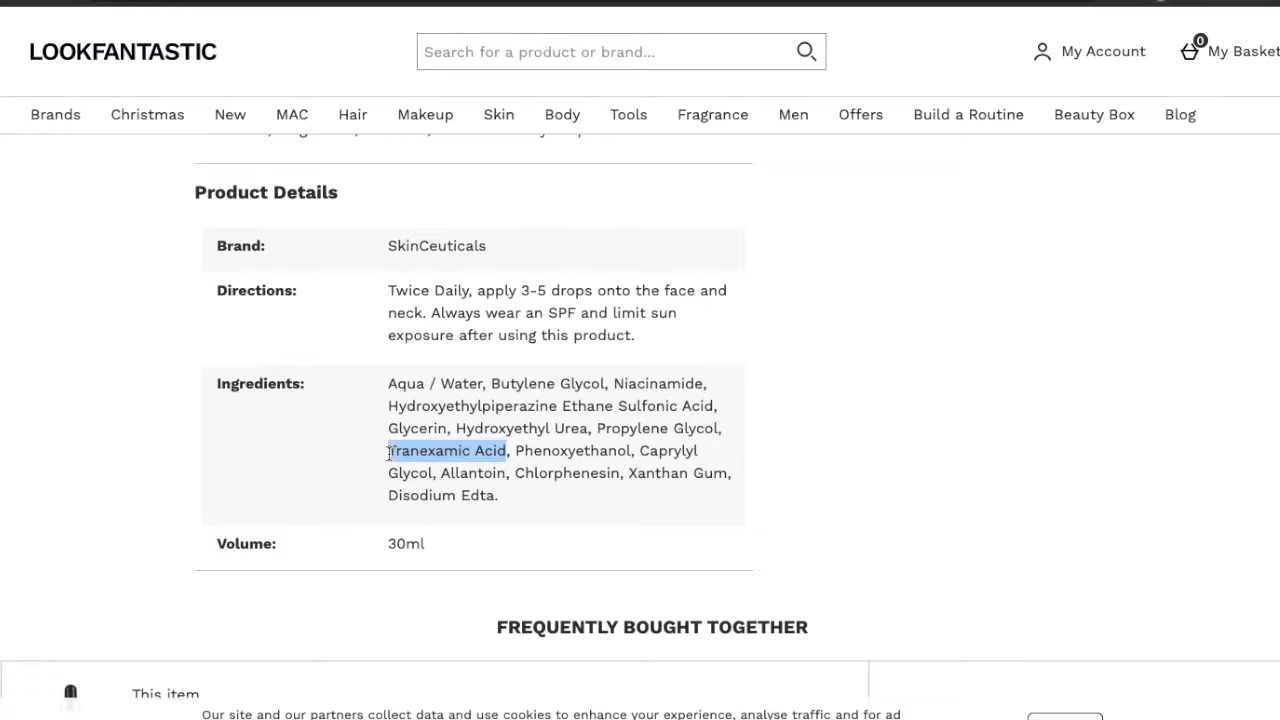 LOOKFANTASTIC
Search for a product or brand...
My Account
0
My Basket
Brands Christmas New MAC Hair Makeup Skin Body Tools Fragrance Men Offers Build a Routine Beauty Box Blog
Product Details
Brand: SkinCeuticals
Directions: Twice Daily, apply 3-5 drops onto the face and
neck. Always wear an SPF and limit sun
exposure after using this product.
Ingredients: Aqua / Water, Butylene Glycol, Niacinamide,
Hydroxyethylpiperazine Ethane Sulfonic Acid,
Glycerin, Hydroxyethyl Urea, Propylene Glycol,
Tranexamic Acid, Phenoxyethanol, Caprylyl
Glycol, Allantoin, Chlorphenesin, Xanthan Gum,
Disodium Edta.
Volume: 30ml
FREQUENTLY BOUGHT TOGETHER
This item
Our site and our partners collect data and use cookies to enhance your experience, analyse traffic and for ad